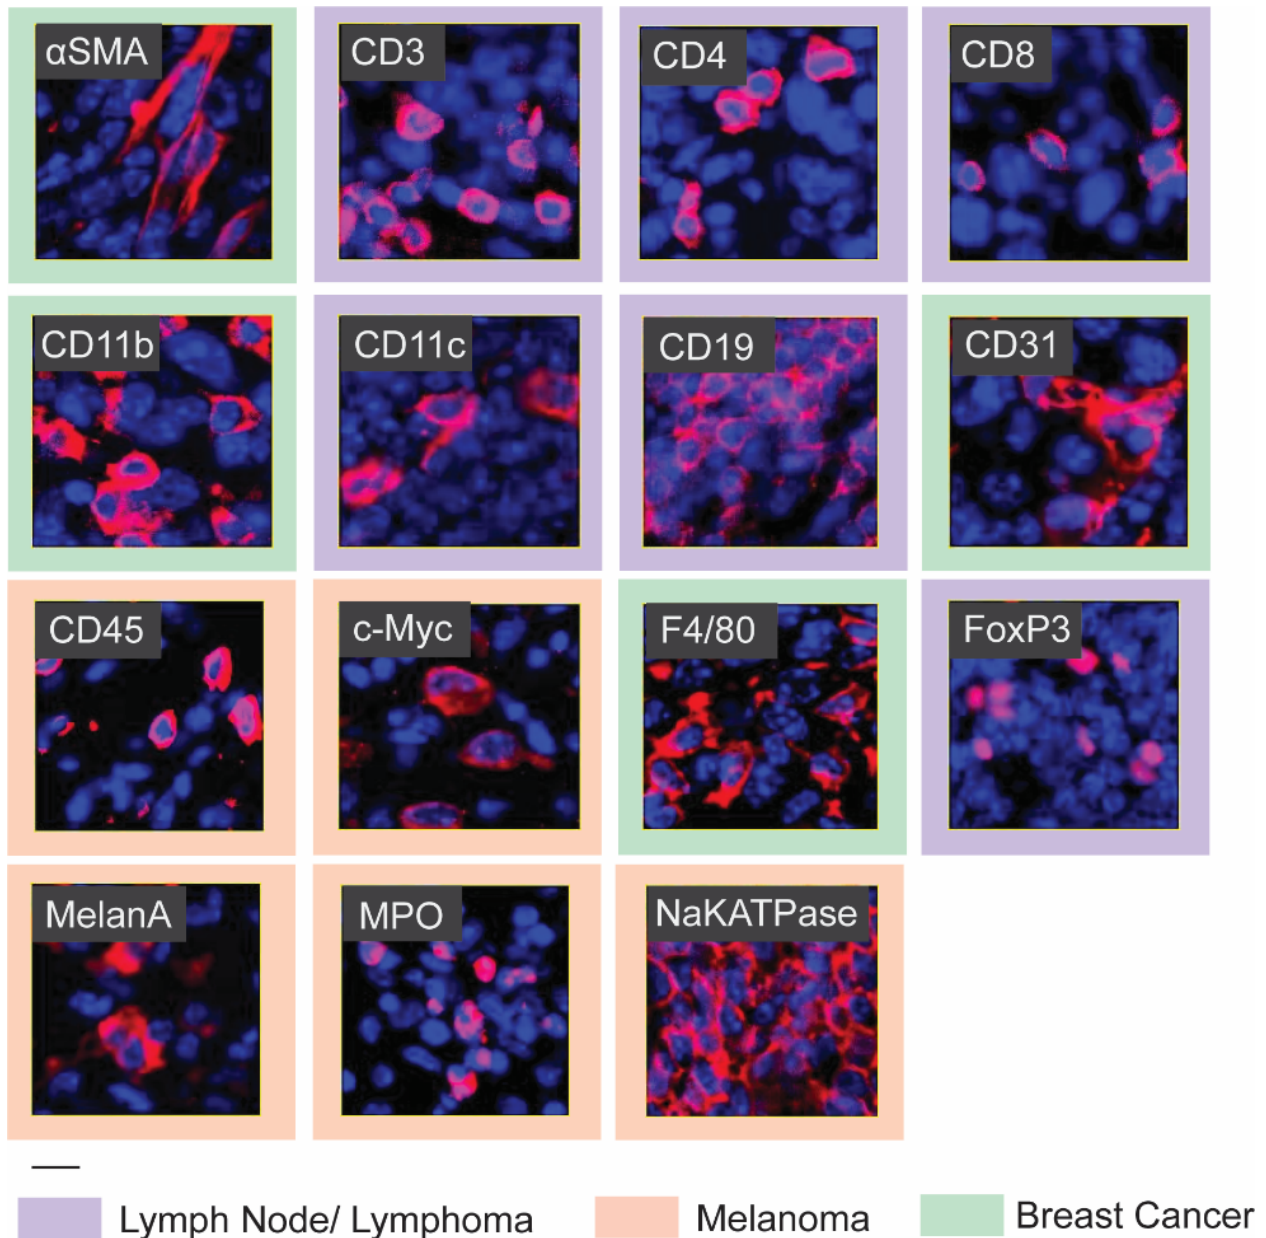 αSMA
CD3
CD4
CD8
CD11b
CD11c
CD19
CD31
CD45
c-Myc
F4/80
FoxP3
MelanA
MPO
NaKATPase
Lymph Node/ Lymphoma
Melanoma
Breast Cancer